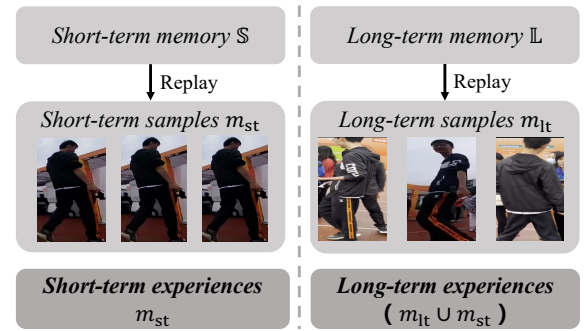 Short-term memory 𝕊
Replay
Short-term samples m_st
Short-term experiences
m_st
Long-term memory 𝕃
Replay
Long-term samples m_lt
Long-term experiences
( m_lt ∪ m_st )